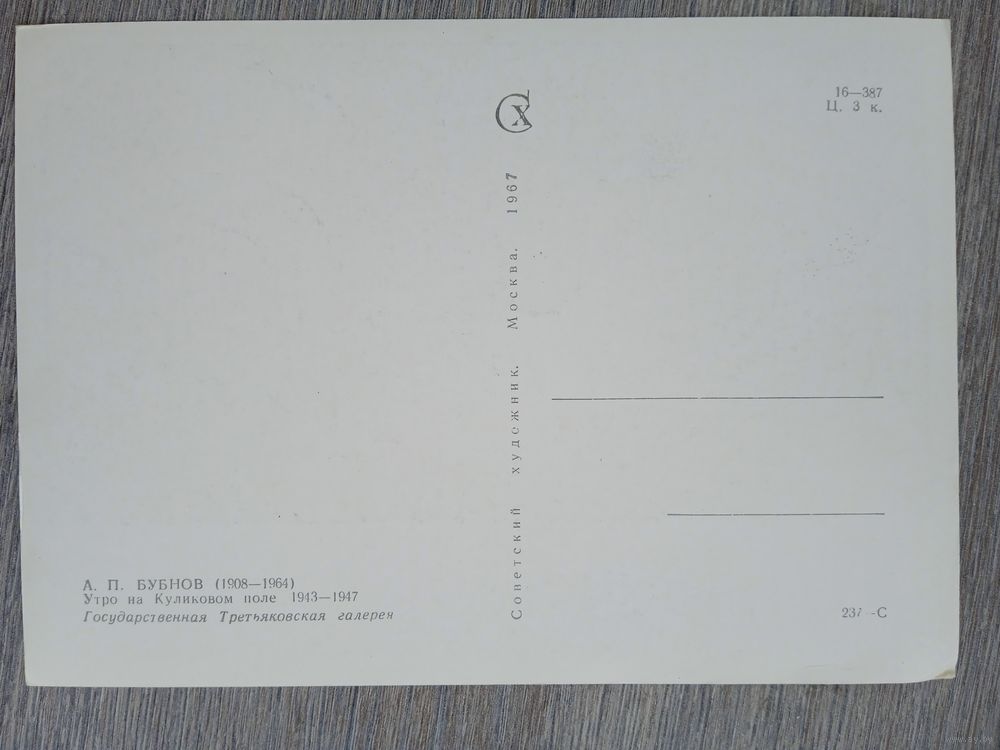 А. П. БУБНОВ (1908—1964)
Утро на Куликовом поле 1943—1947
Государственная Третьяковская галерея
СХ
Советский художник. Москва. 1967
16—387
Ц. 3 к.
-С